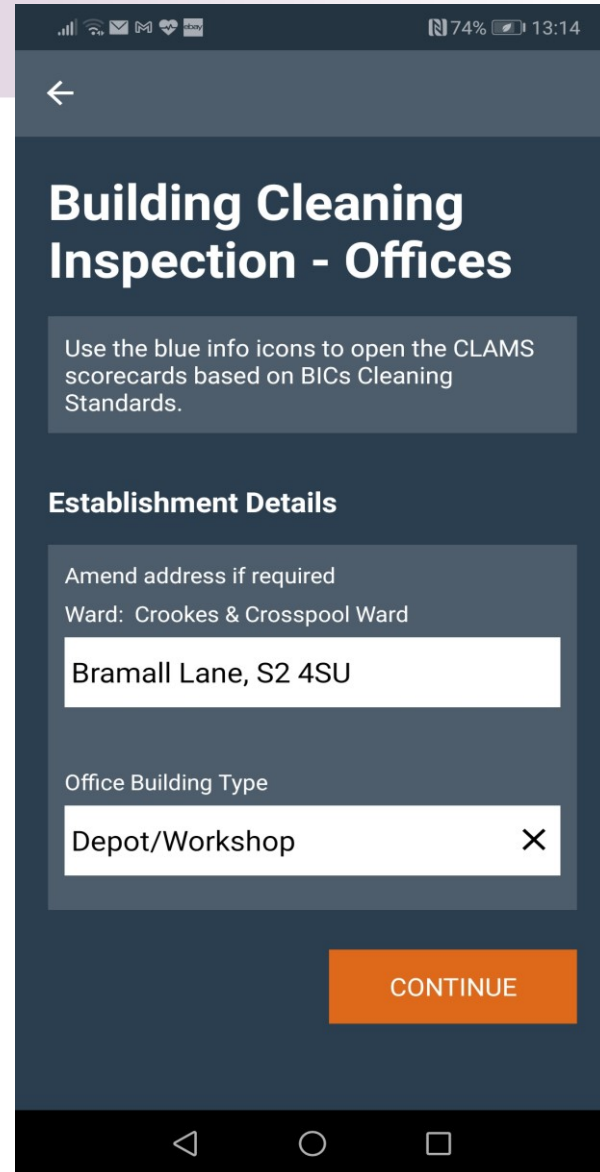 ebay 74% 13:14
Building Cleaning
Inspection - Offices
Use the blue info icons to open the CLAMS
scorecards based on BICs Cleaning
Standards.
Establishment Details
Amend address if required
Ward: Crookes & Crosspool Ward
Bramall Lane, S2 4SU
Office Building Type
Depot/Workshop
CONTINUE